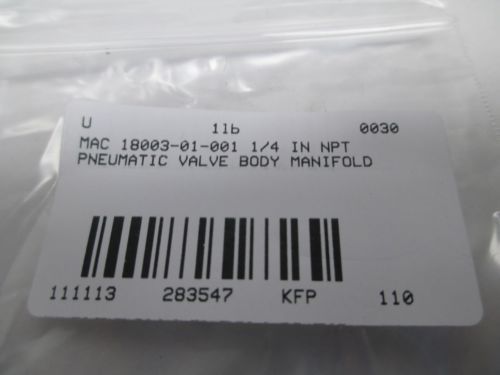 U 11b 0030
MAC 18003-01-001 1/4 IN NPT
PNEUMATIC VALVE BODY MANIFOLD
111113 283547 KFP 110